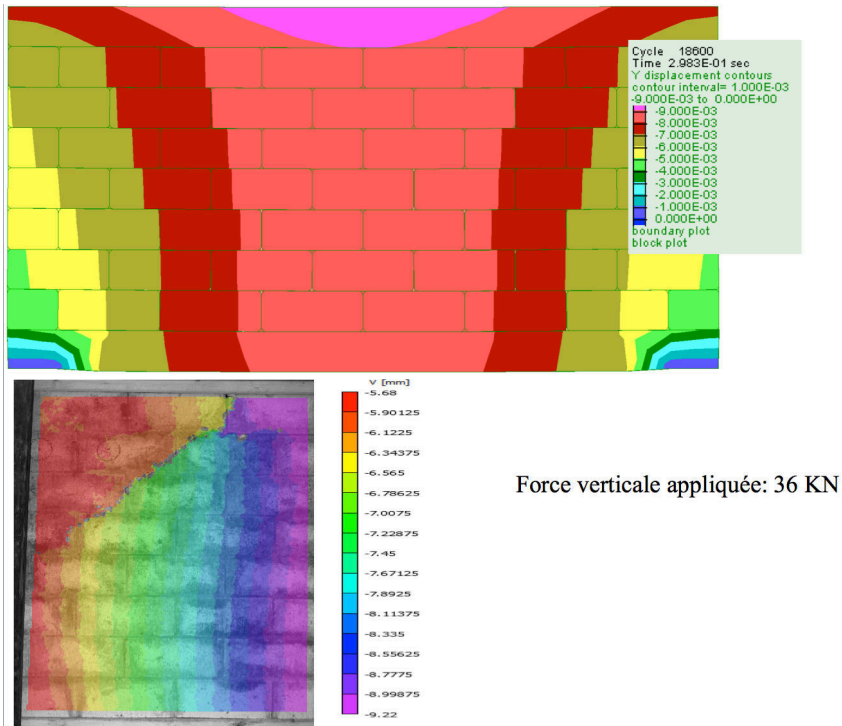 Cycle 18600
Time 2.983E-01 sec
Y displacement contours
contour interval= 1.000E-03
-9.000E-03 to 0.000E+00
-9.000E-03
-8.000E-03
-7.000E-03
-6.000E-03
-5.000E-03
-4.000E-03
-3.000E-03
-2.000E-03
-1.000E-03
0.000E+00
boundary plot
block plot
V [mm]
-5.68
-5.90125
-6.1225
-6.34375
-6.565
-6.78625
-7.0075
-7.22875
-7.45
-7.67125
-7.8925
-8.11375
-8.335
-8.55625
-8.7775
-8.99875
-9.22
Force verticale appliquée: 36 KN